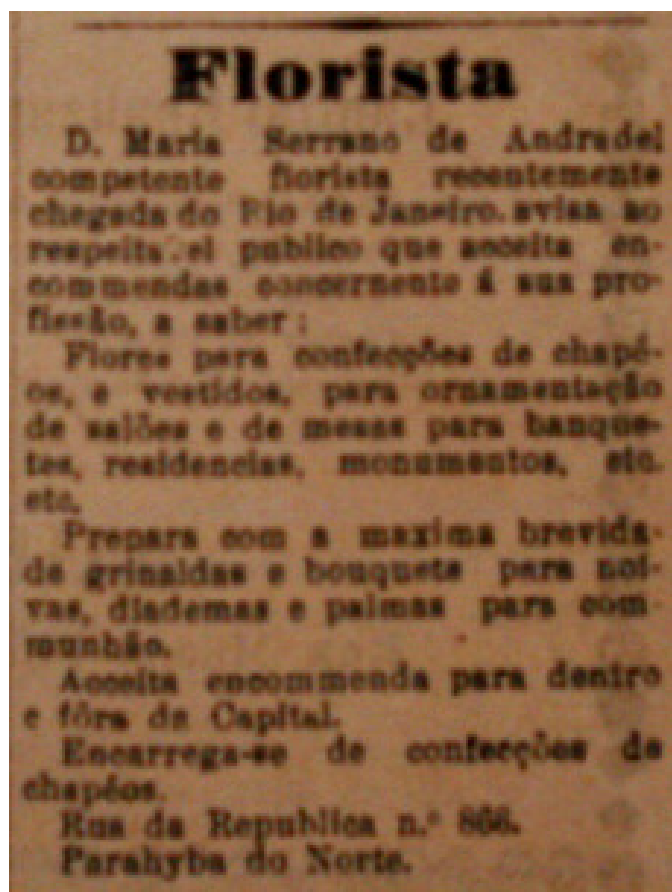 Florista
D. Maria Serrano de Andrade,
competente florista recentemente
chegada do Rio de Janeiro. avisa ao
respeitavel publico que acceita en-
commendas concernente á sua pro-
fissão, a saber:
Flores para confecções de chapé-
os, e vestidos, para ornamentação
de salões e de mesas para banque-
tes, residencias, monumentos, etc.
etc.
Prepara com a maxima brevida-
de grinaldas e bouquets para noi-
vas, diademas e palmas para com-
munhão.
Acceita encommenda para dentro
e fóra de Capital.
Encarrega-se de confecções de
chapéos.
Rua da Republica n.º
Parahyba do Norte.